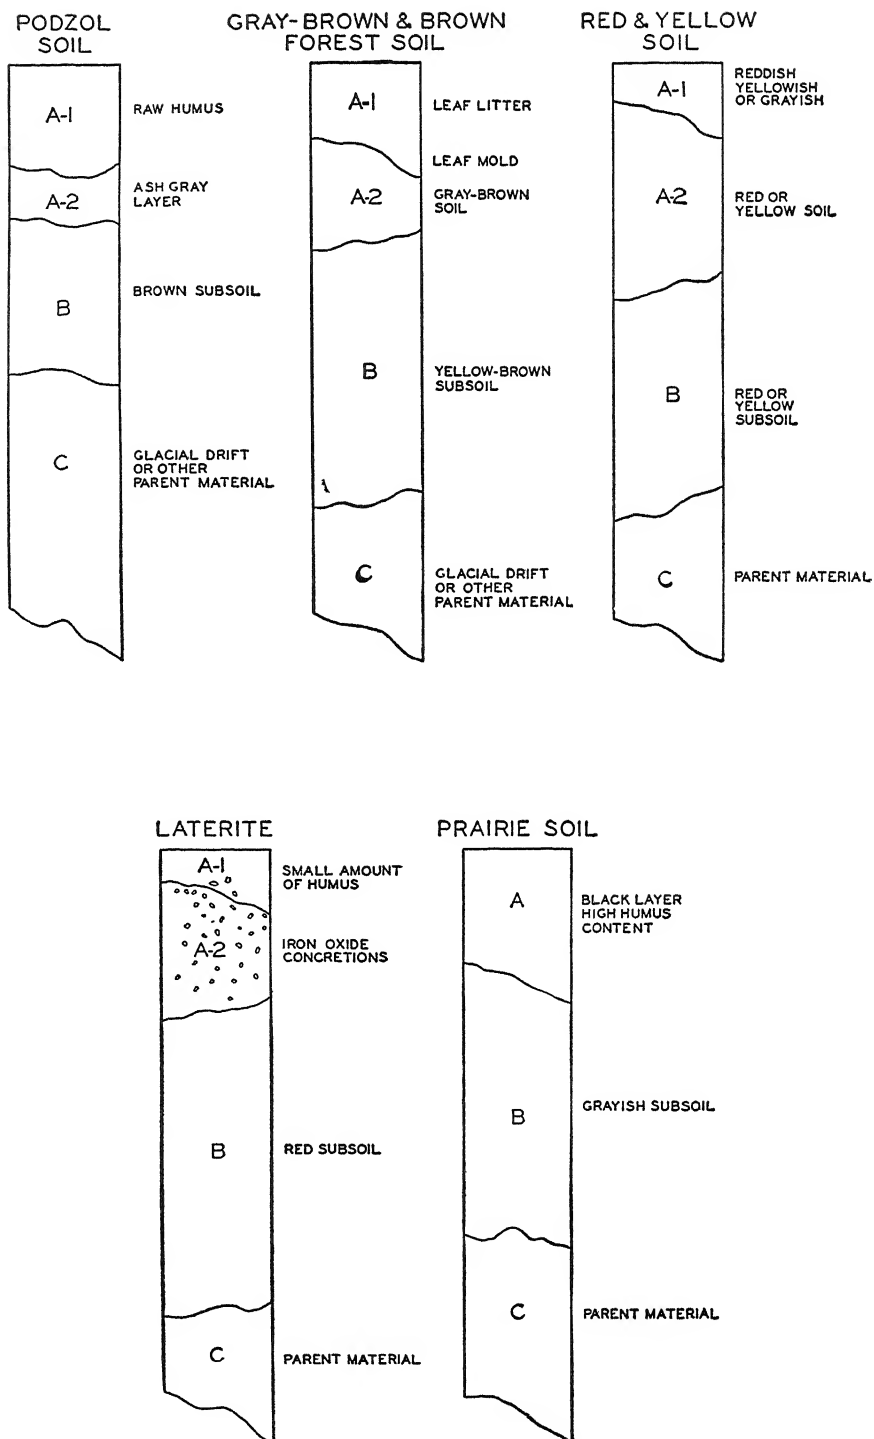 PODZOL
SOIL
A-1
RAW HUMUS
A-2
ASH GRAY
LAYER
B
BROWN SUBSOIL
C
GLACIAL DRIFT
OR OTHER
PARENT MATERIAL
GRAY-BROWN & BROWN
FOREST SOIL
A-1
LEAF LITTER
LEAF MOLD
A-2
GRAY-BROWN
SOIL
B
YELLOW-BROWN
SUBSOIL
C
GLACIAL DRIFT
OR OTHER
PARENT MATERIAL
RED & YELLOW
SOIL
A-1
REDDISH
YELLOWISH
OR GRAYISH
A-2
RED OR
YELLOW SOIL
B
RED OR
YELLOW
SUBSOIL
C
PARENT MATERIAL
LATERITE
A-1
SMALL AMOUNT
OF HUMUS
A-2
IRON OXIDE
CONCRETIONS
B
RED SUBSOIL
C
PARENT MATERIAL
PRAIRIE SOIL
A
BLACK LAYER
HIGH HUMUS
CONTENT
B
GRAYISH SUBSOIL
C
PARENT MATERIAL